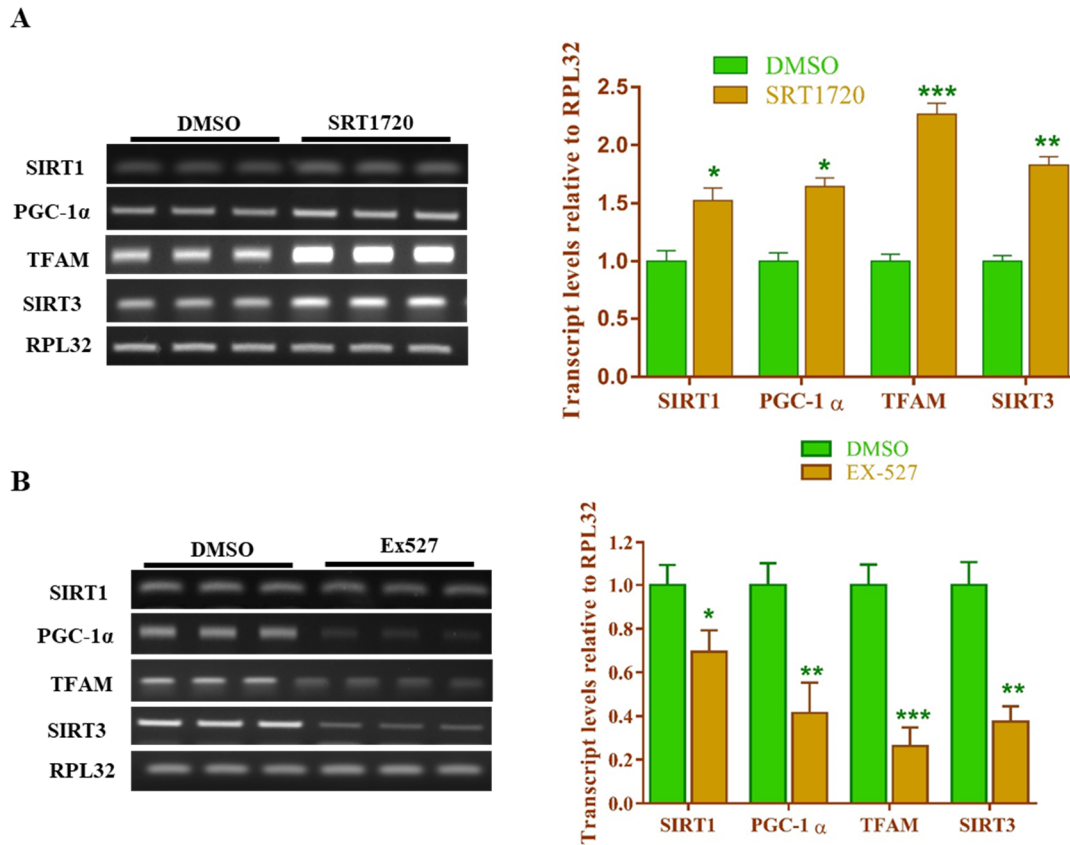 A
DMSO SRT1720
SIRT1
PGC-1α
TFAM
SIRT3
RPL32
DMSO
SRT1720
Transcript levels relative to RPL32
2.5
2.0
1.5
1.0
0.5
0.0
* * *** **
SIRT1 PGC-1 α TFAM SIRT3
B
DMSO Ex527
SIRT1
PGC-1α
TFAM
SIRT3
RPL32
DMSO
EX-527
Transcript levels relative to RPL32
1.2
1.0
0.8
0.6
0.4
0.2
0.0
* ** *** **
SIRT1 PGC-1 α TFAM SIRT3